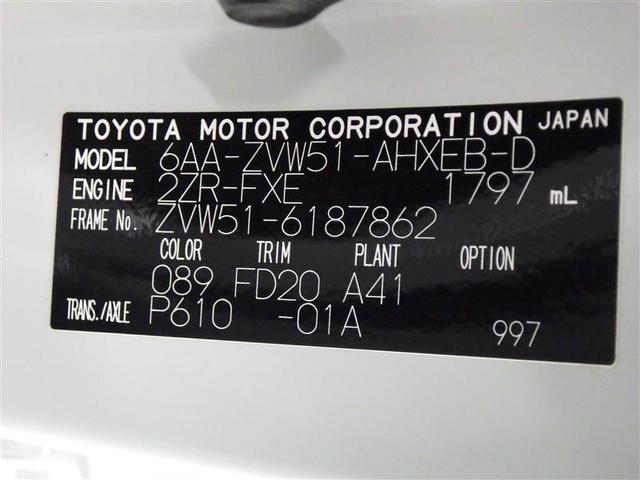 TOYOTA MOTOR CORPORATION JAPAN
MODEL 6AA-ZVW51-AHXEB-D
ENGINE 2ZR-FXE 1797 mL
FRAME No. ZVW51-6187862
COLOR TRIM PLANT OPTION
089 FD20 A41
TRANS./AXLE P610 -01A
997